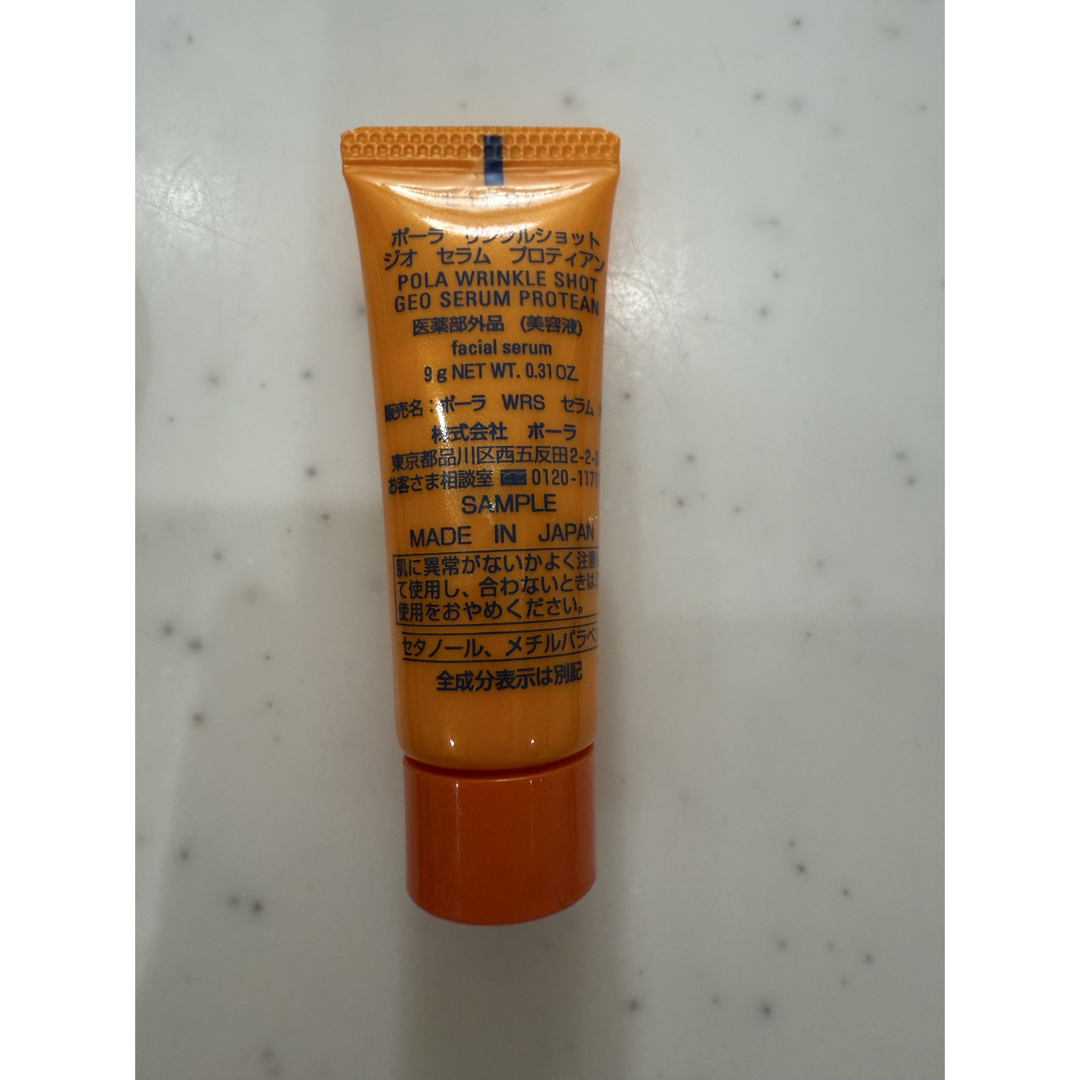 ポーラ リンクルショット
ジオ セラム プロティアン
POLA WRINKLE SHOT
GEO SERUM PROTEAN
医薬部外品 (美容液)
facial serum
9g NET WT. 0.31 OZ.
販売名:ポーラ WRS セラム
株式会社 ポーラ
東京都品川区西五反田2-2-3
お客さま相談室 0120-117
SAMPLE
MADE IN JAPAN
肌に異常がないかよく注意
て使用し、合わないときは
使用をおやめください。
セタノール、メチルパラベ
全成分表示は別記